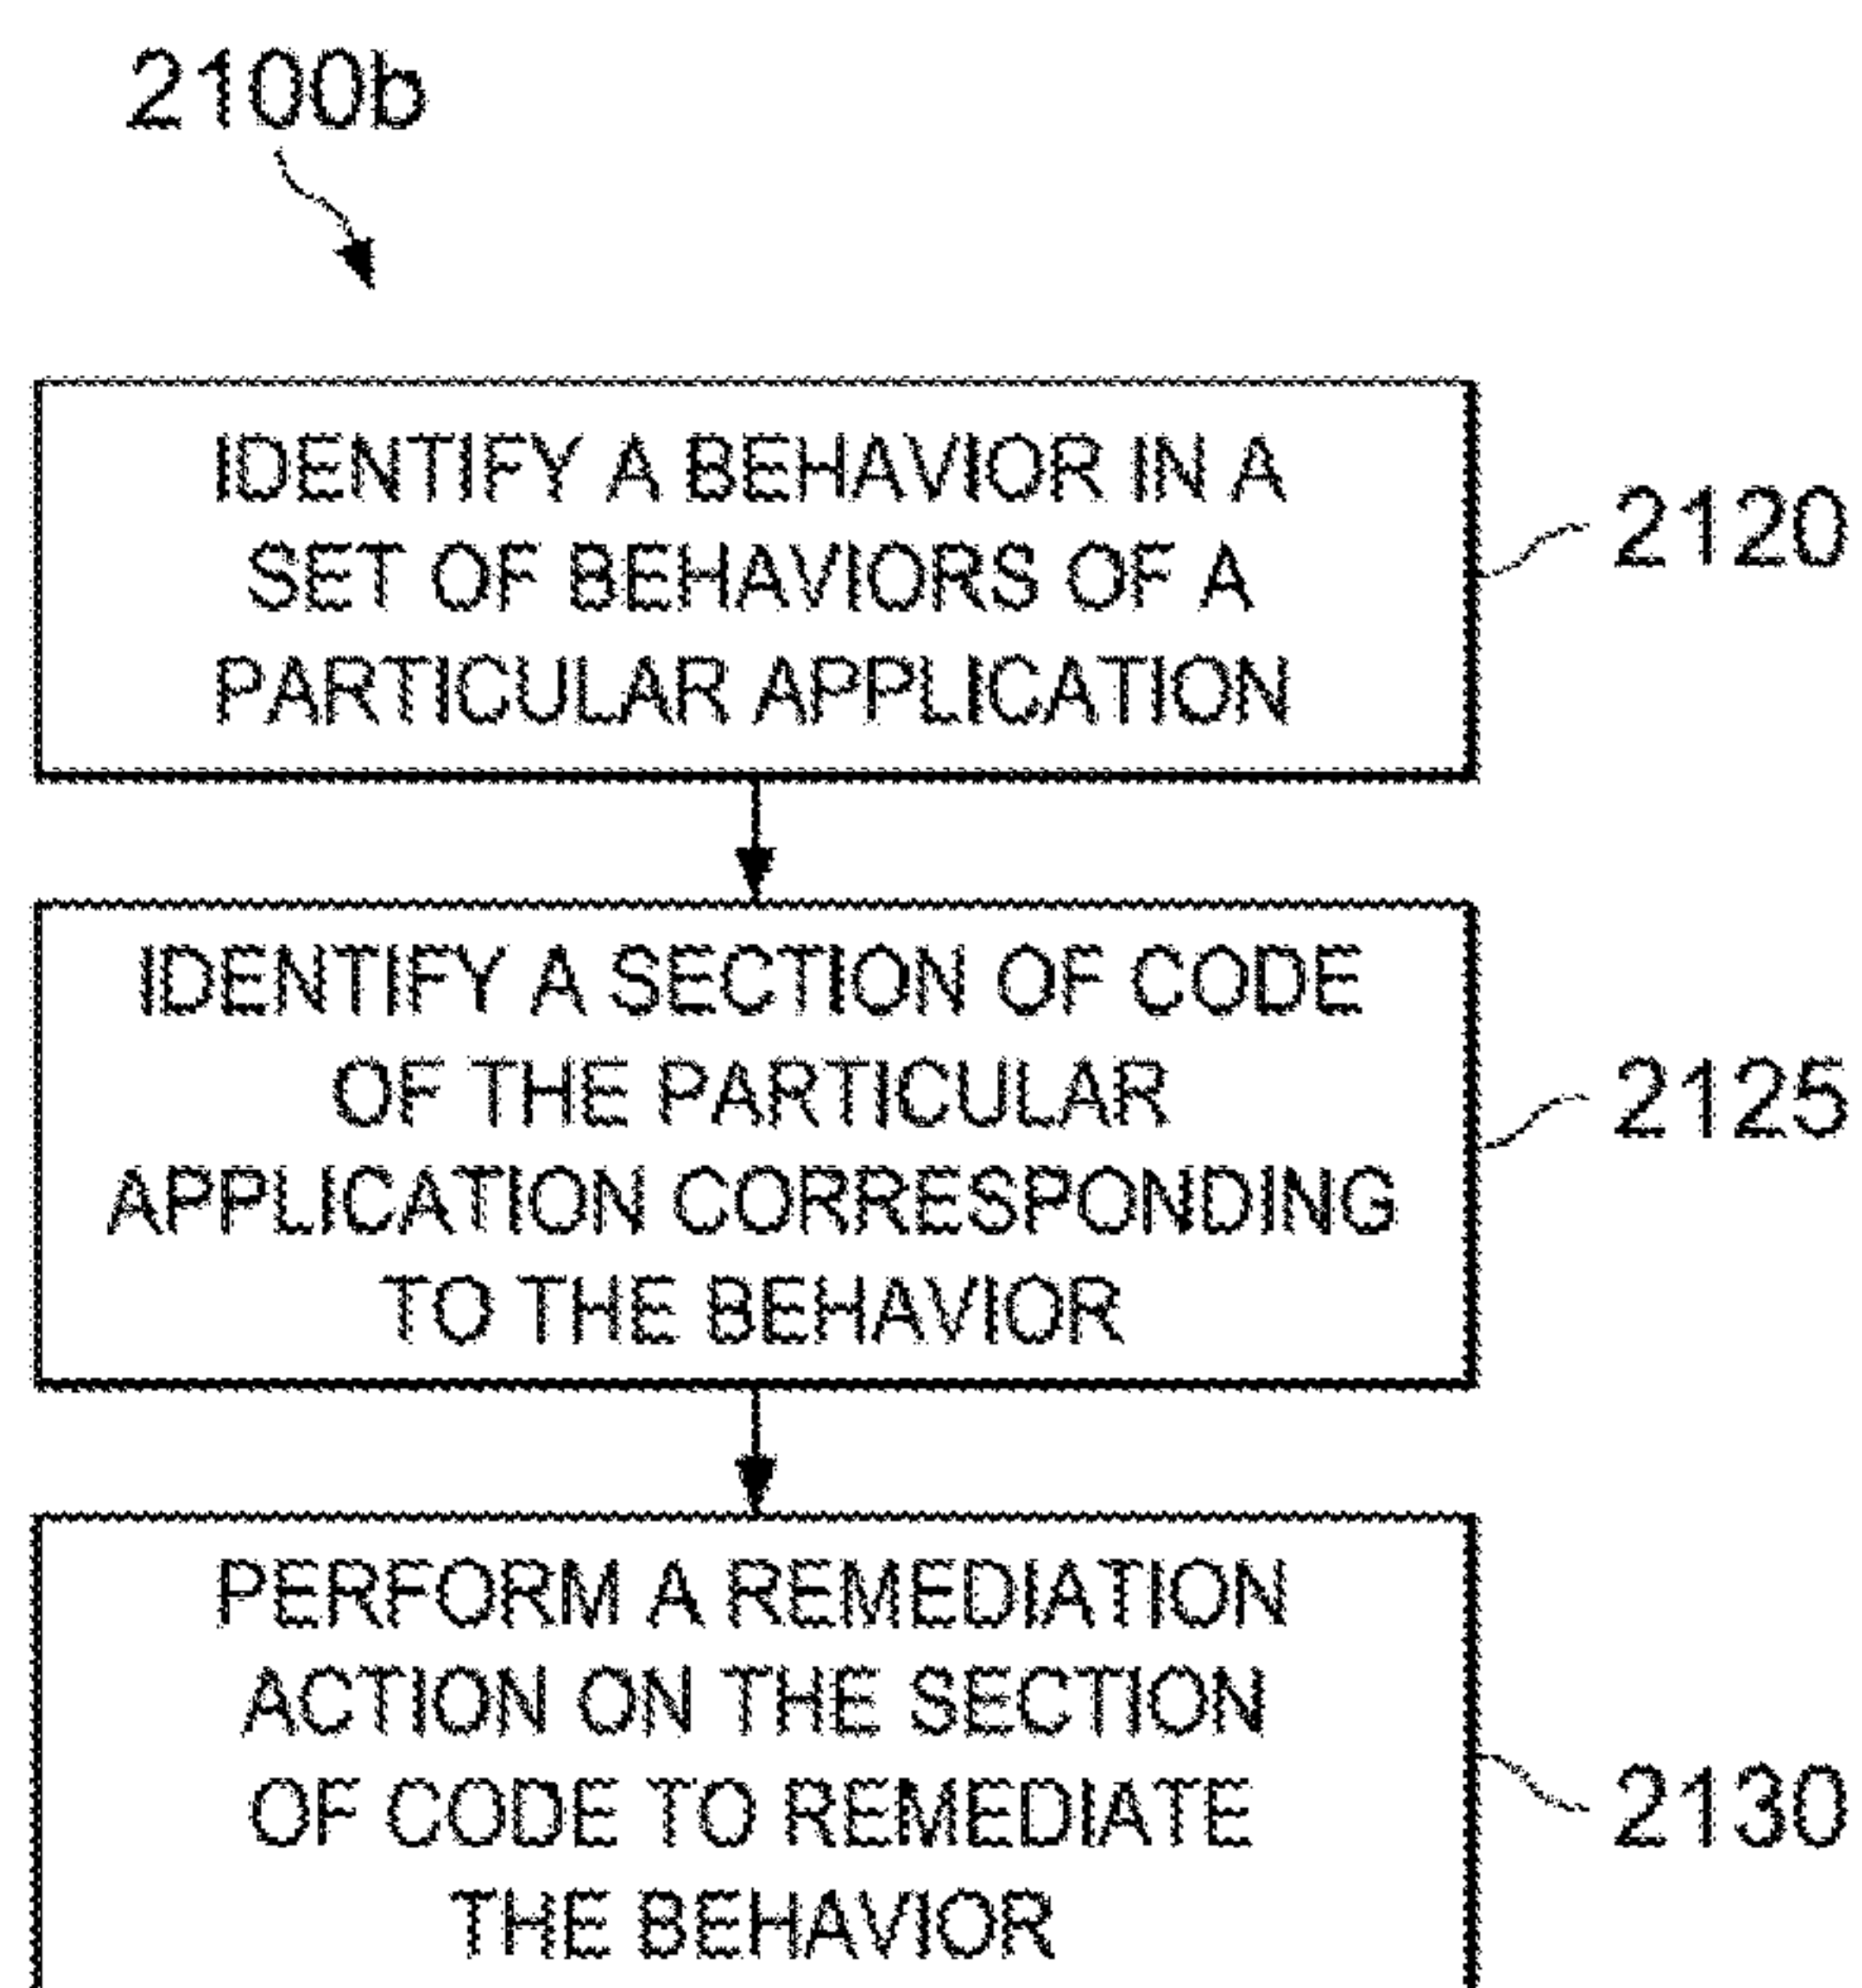 2100b
IDENTIFY A BEHAVIOR IN A
SET OF BEHAVIORS OF A
PARTICULAR APPLICATION
2120
IDENTIFY A SECTION OF CODE
OF THE PARTICULAR
APPLICATION CORRESPONDING
TO THE BEHAVIOR
2125
PERFORM A REMEDIATION
ACTION ON THE SECTION
OF CODE TO REMEDIATE
THE BEHAVIOR
2130